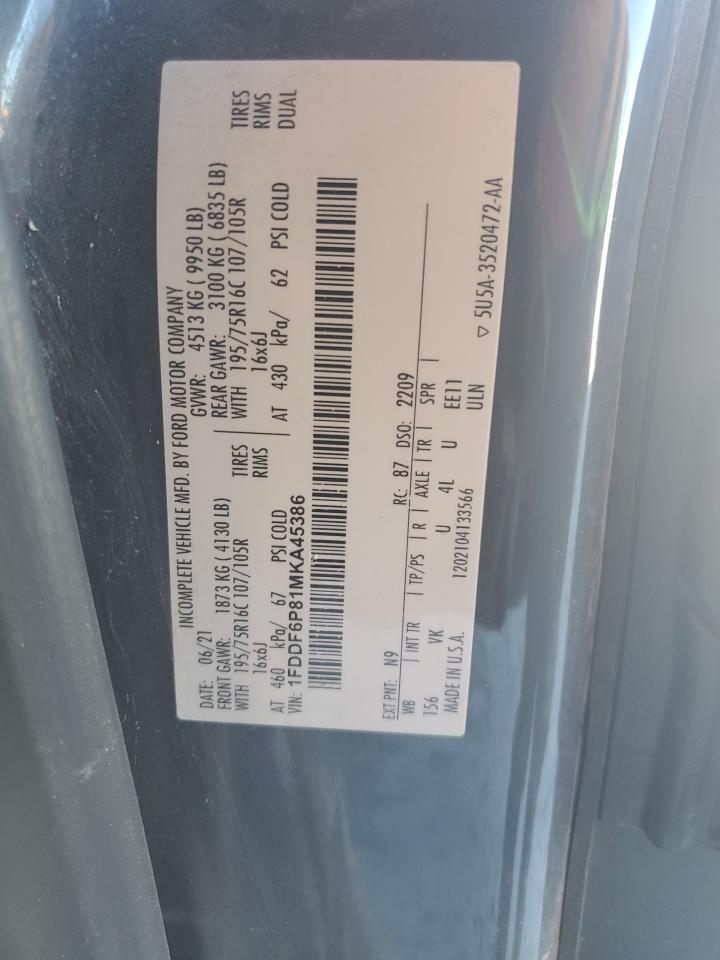 INCOMPLETE VEHICLE MFD. BY FORD MOTOR COMPANY
DATE: 06/21 GVWR: 4513 KG ( 9950 LB)
FRONT GAWR: 1873 KG ( 4130 LB) REAR GAWR: 3100 KG ( 6835 LB)
WITH 195/75R16C 107/105R TIRES WITH 195/75R16C 107/105R TIRES
16x6J RIMS 16x6J RIMS
AT 460 kPa/ 67 PSI COLD AT 430 kPa/ 62 PSI COLD DUAL
VIN: 1FDDF6P81MKA45386
EXT PNT: N9 RC: 87 DSO: 2209
WB | INT TR | TP/PS | R | AXLE | TR | SPR |
156 VK U 4L U EE11
MADE IN U.S.A. 1202104133566 ULN
▽ 5U5A-3520472-AA